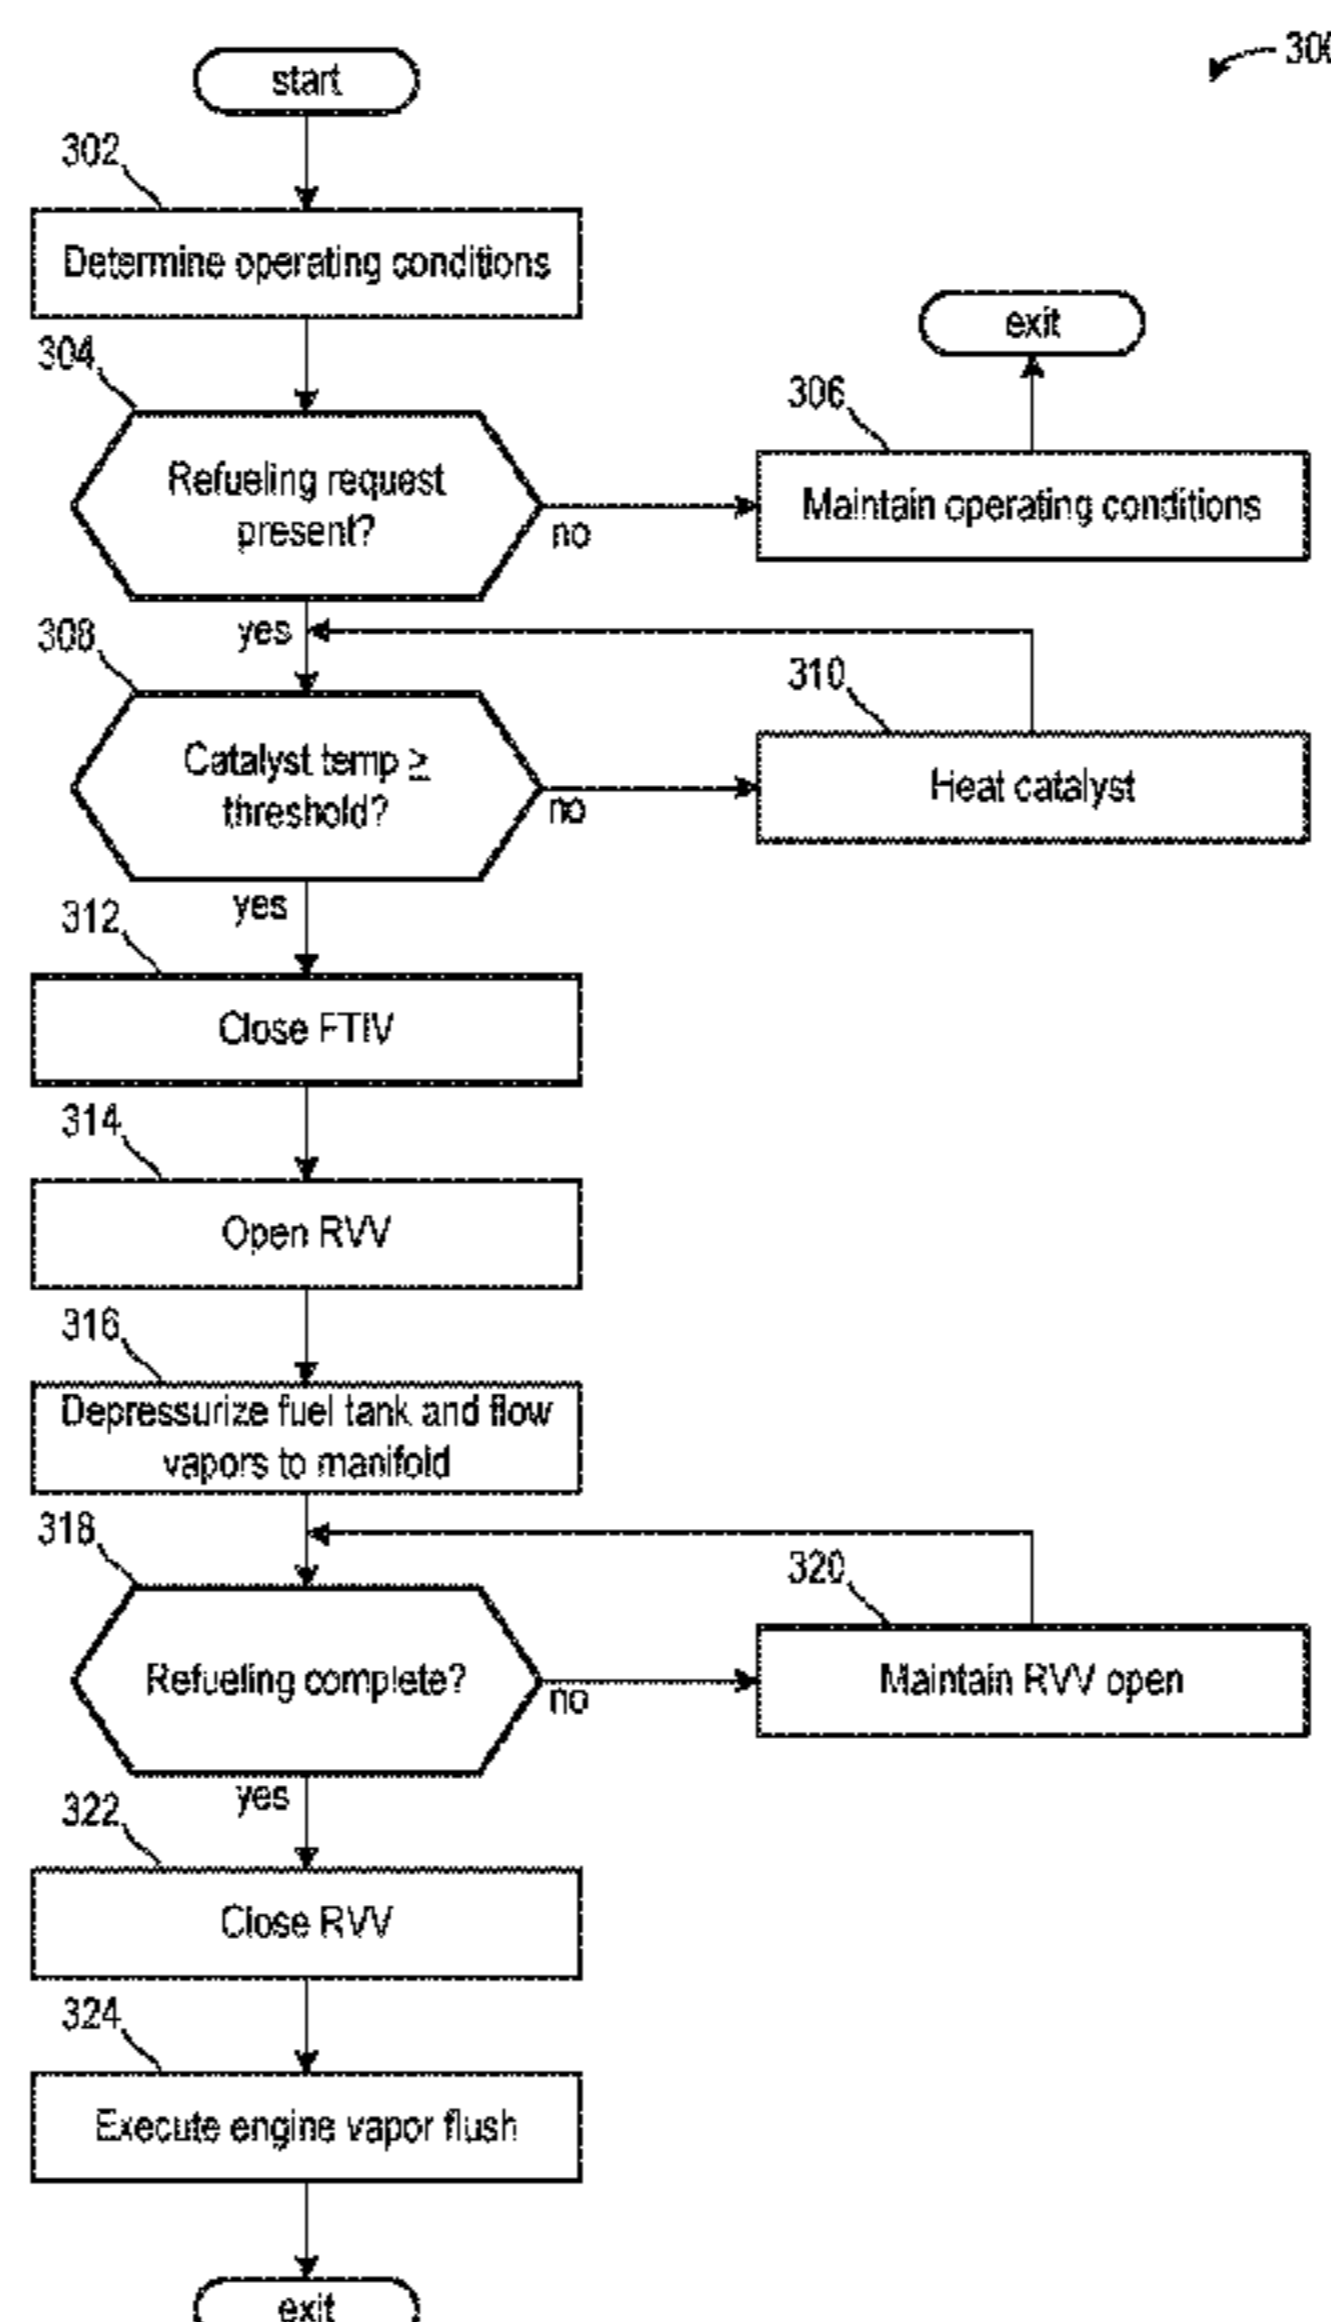 300
start
302
Determine operating conditions
exit
304
306
Refueling request
present?
no
Maintain operating conditions
yes
308
310
Catalyst temp ≥
threshold?
no
Heat catalyst
yes
312
Close FTIV
314
Open RVV
316
Depressurize fuel tank and flow
vapors to manifold
318
320
Refueling complete?
no
Maintain RVV open
yes
322
Close RVV
324
Execute engine vapor flush
exit